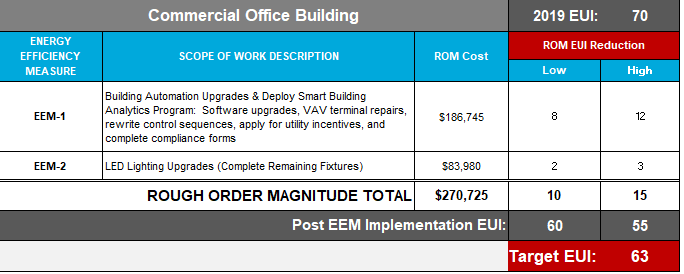 Commercial Office Building 2019 EUI: 70
ENERGY EFFICIENCY MEASURE SCOPE OF WORK DESCRIPTION ROM Cost ROM EUI Reduction
Low High
EEM-1 Building Automation Upgrades & Deploy Smart Building
Analytics Program: Software upgrades, VAV terminal repairs,
rewrite control sequences, apply for utility incentives, and
complete compliance forms $186,745 8 12
EEM-2 LED Lighting Upgrades (Complete Remaining Fixtures) $83,980 2 3
ROUGH ORDER MAGNITUDE TOTAL $270,725 10 15
Post EEM Implementation EUI: 60 55
Target EUI: 63